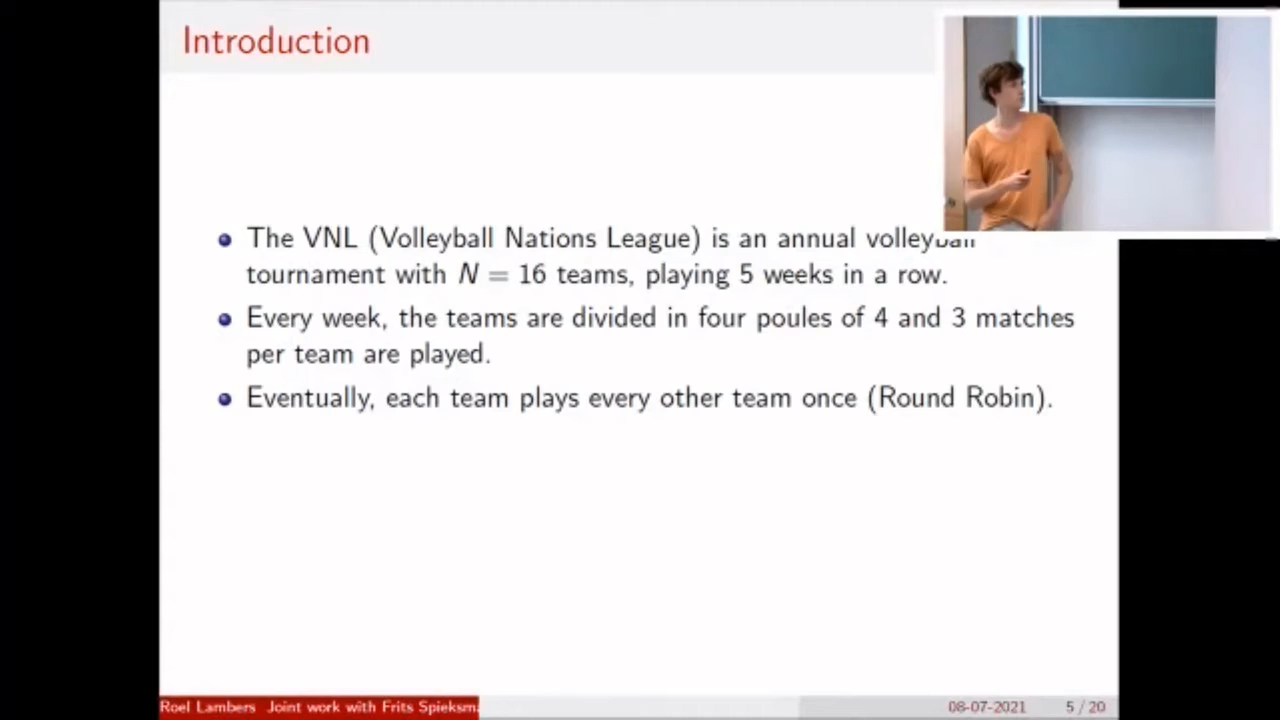 Introduction
The VNL (Volleyball Nations League) is an annual volleyball
tournament with N = 16 teams, playing 5 weeks in a row.
Every week, the teams are divided in four poules of 4 and 3 matches
per team are played.
Eventually, each team plays every other team once (Round Robin).
Roel Lambers Joint work with Frits Spieksm
08-07-2021 5 / 20